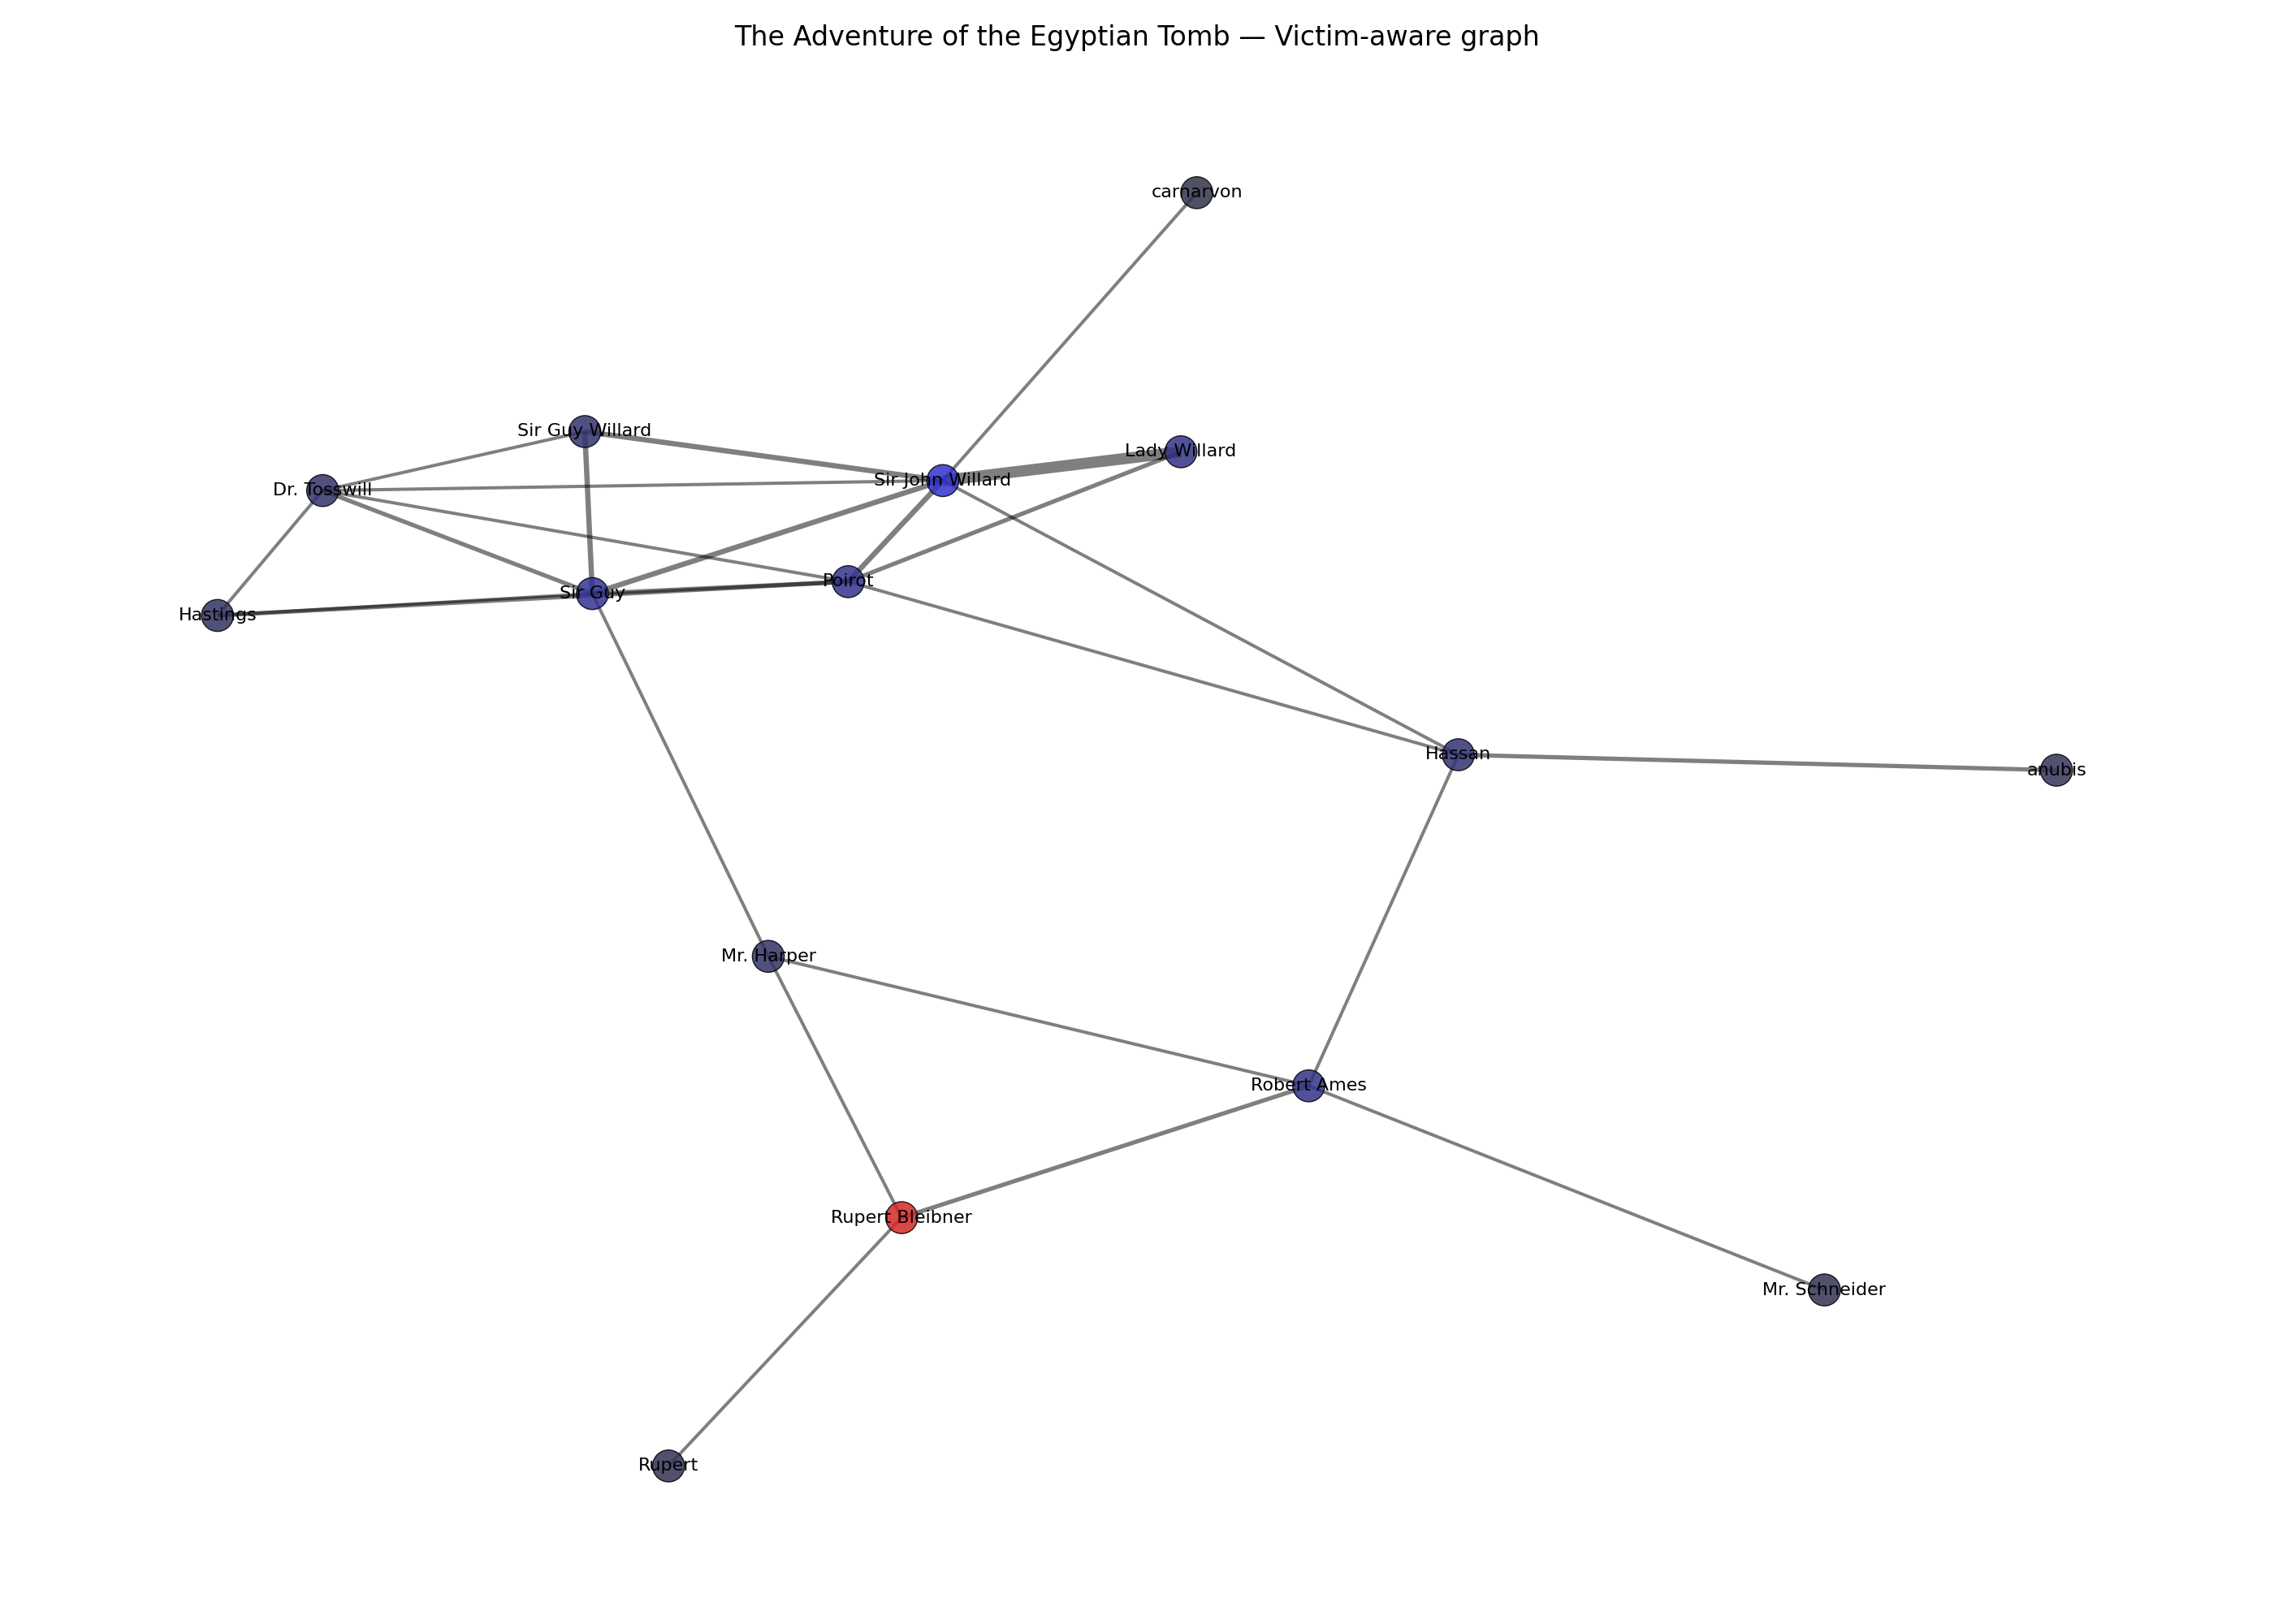 The Adventure of the Egyptian Tomb — Victim-aware graph
carnarvon
Sir Guy Willard
Lady Willard
Sir John Willard
Dr. Tosswill
Poirot
Sir Guy
Hastings
Hassan
anubis
Mr. Harper
Robert Ames
Rupert Bleibner
Mr. Schneider
Rupert